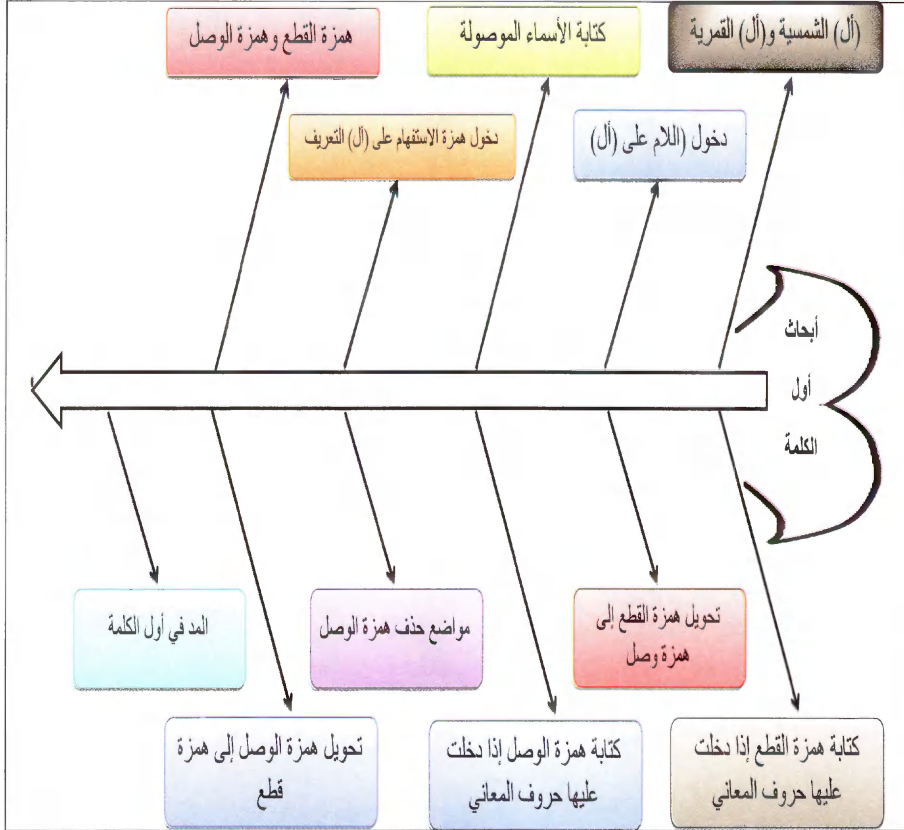 (أل) الشمسية و(أل) القمرية
كتابة الأسماء الموصولة
همزة القطع وهمزة الوصل
دخول (اللام على (أل)
دخول همزة الاستفهام على (أل) التعريف
أبحاث
أول
الكلمة
تحويل همزة القطع إلى
همزة وصل
مواضع حذف همزة الوصل
المد في أول الكلمة
كتابة همزة القطع إذا دخلت
عليها حروف المعاني
كتابة همزة الوصل إذا دخلت
عليها حروف المعاني
تحويل همزة الوصل إلى همزة
قطع